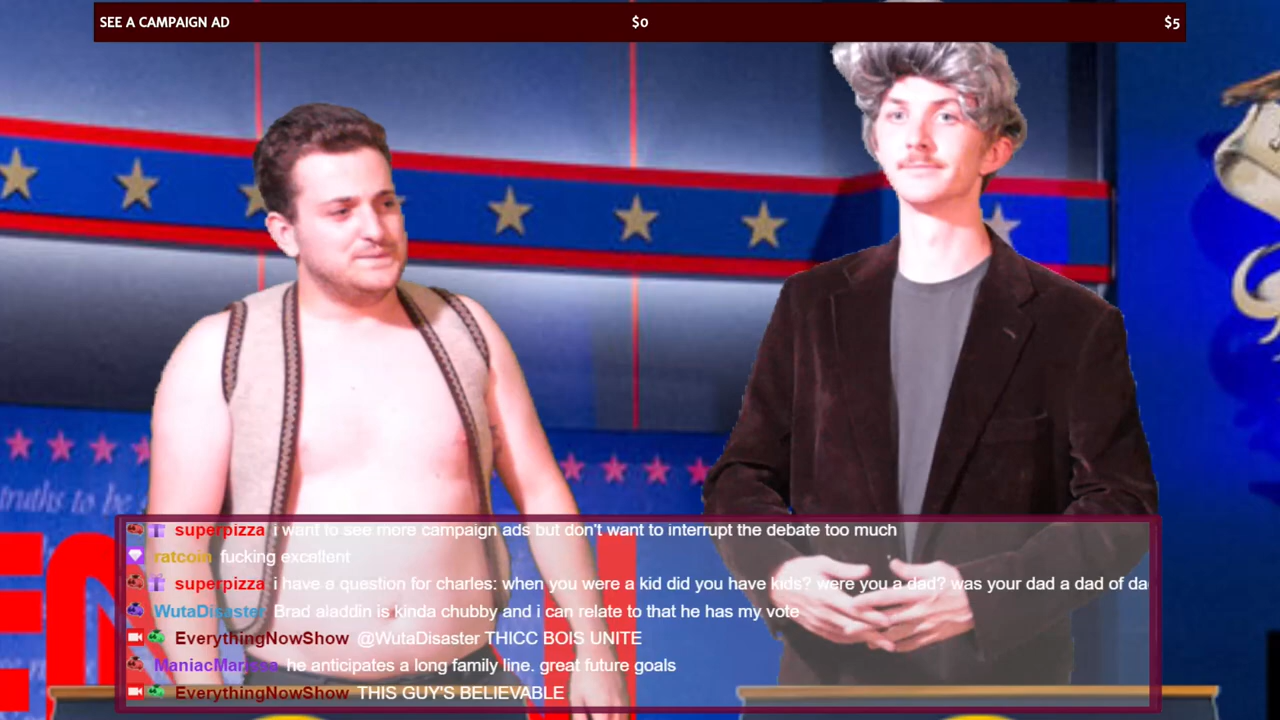 SEE A CAMPAIGN AD $0 $5
truths to be
superpizza i want to see more campaign ads but don't want to interrupt the debate too much
ratcoin fucking excellent
superpizza i have a question for charles: when you were a kid did you have kids? were you a dad? was your dad a dad of da
WutaDisaster Brad aladdin is kinda chubby and i can relate to that he has my vote
EverythingNowShow @WutaDisaster THICC BOIS UNITE
ManiacMarissa he anticipates a long family line. great future goals
EverythingNowShow THIS GUY'S BELIEVABLE